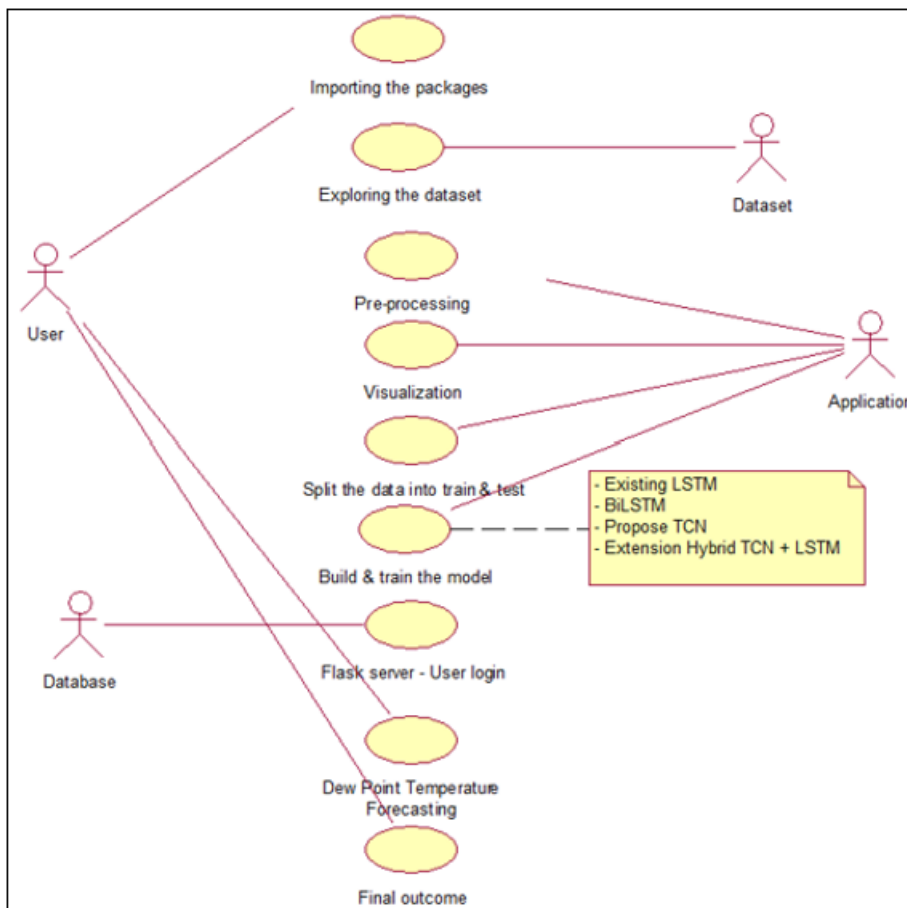 Importing the packages
Exploring the dataset
Dataset
Pre-processing
User
Visualization
Application
Split the data into train & test
- Existing LSTM
- BiLSTM
- Propose TCN
- Extension Hybrid TCN + LSTM
Build & train the model
Flask server - User login
Database
Dew Point Temperature
Forecasting
Final outcome